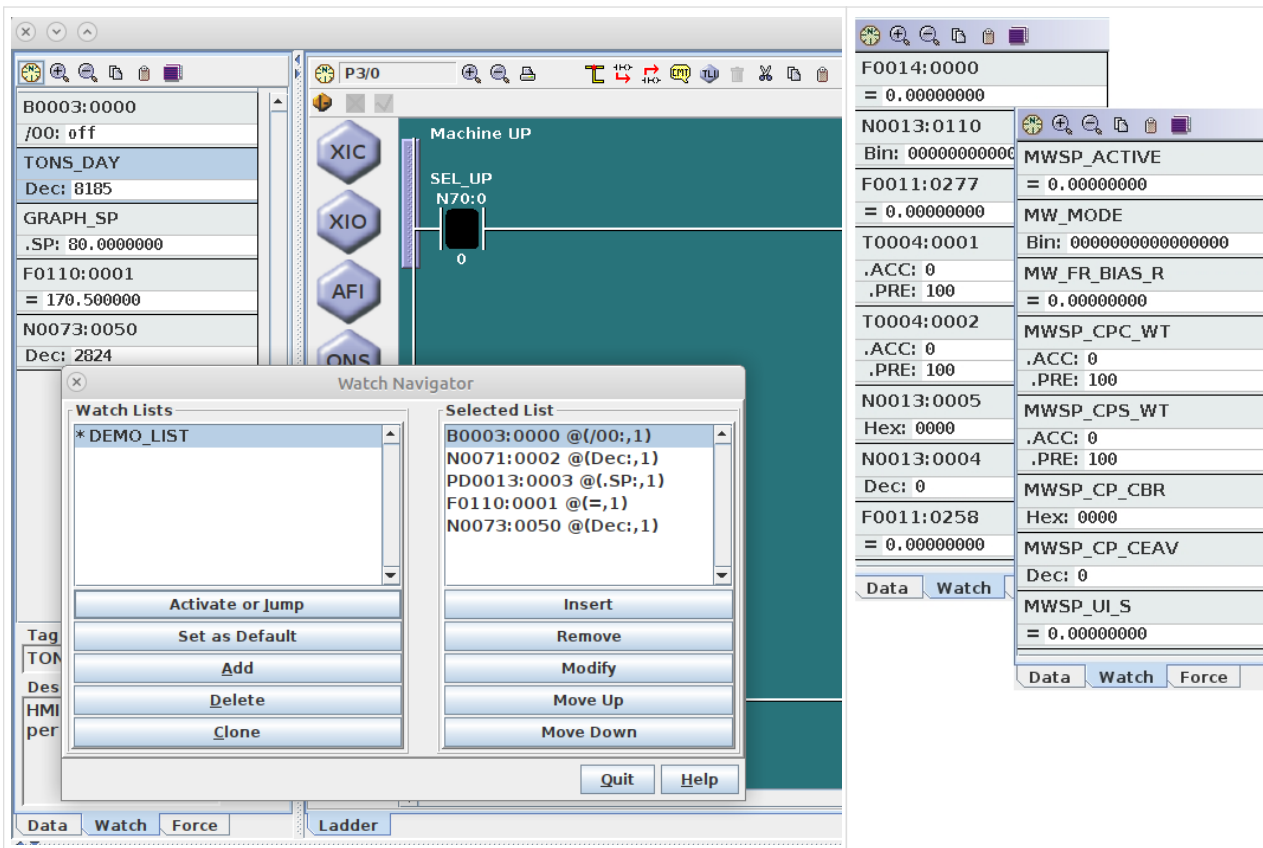 B0003:0000
/00: off
TONS_DAY
Dec: 8185
GRAPH_SP
.SP: 80.0000000
F0110:0001
= 170.500000
N0073:0050
Dec: 2824
P3/0
CMT
TLI
XIC
XIO
AFI
ONS
Machine UP
SEL_UP
N70:0
0
Watch Navigator
Watch Lists
* DEMO_LIST
Activate or Jump
Set as Default
Add
Delete
Clone
Selected List
B0003:0000 @(/00:,1)
N0071:0002 @(Dec:,1)
PD0013:0003 @(.SP:,1)
F0110:0001 @(=,1)
N0073:0050 @(Dec:,1)
Insert
Remove
Modify
Move Up
Move Down
Quit
Help
Tag
TON
Des
HMI
per
Data
Watch
Force
Ladder
F0014:0000
= 0.00000000
N0013:0110
Bin: 00000000000
F0011:0277
= 0.00000000
T0004:0001
.ACC: 0
.PRE: 100
T0004:0002
.ACC: 0
.PRE: 100
N0013:0005
Hex: 0000
N0013:0004
Dec: 0
F0011:0258
= 0.00000000
Data
Watch
MWSP_ACTIVE
= 0.00000000
MW_MODE
Bin: 0000000000000000
MW_FR_BIAS_R
= 0.00000000
MWSP_CPC_WT
.ACC: 0
.PRE: 100
MWSP_CPS_WT
.ACC: 0
.PRE: 100
MWSP_CP_CBR
Hex: 0000
MWSP_CP_CEAV
Dec: 0
MWSP_UI_S
= 0.00000000
Data
Watch
Force